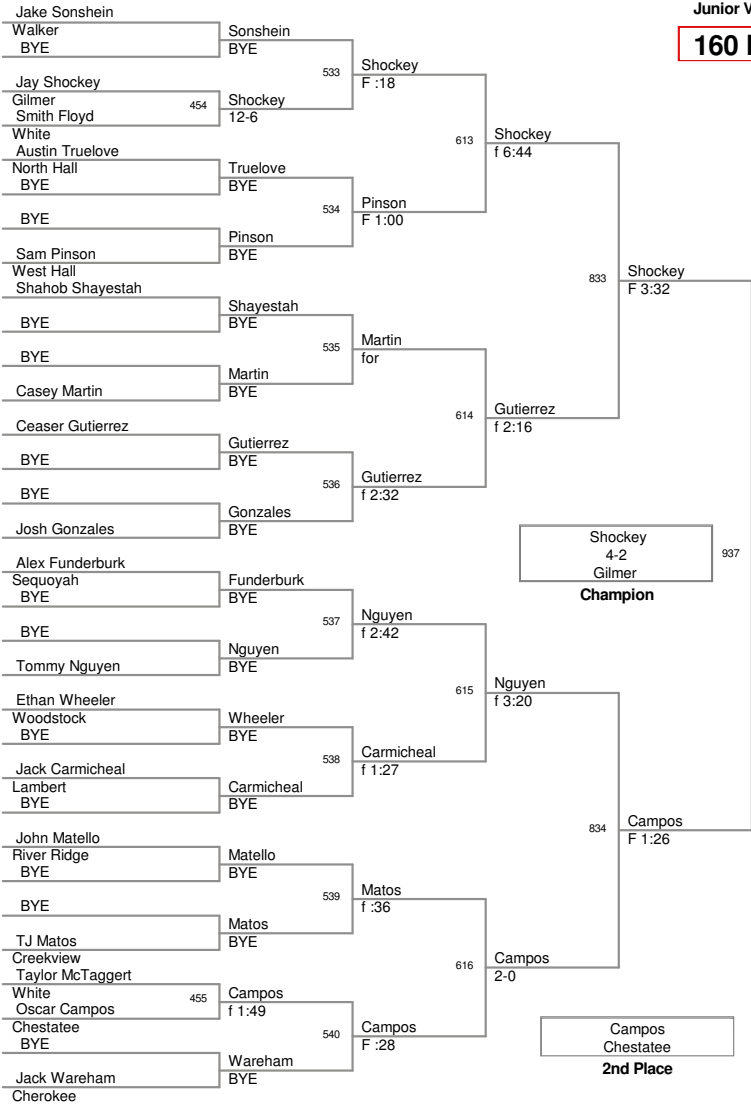 Junior V
160
Jake Sonshein
Walker
BYE
Sonshein
BYE
533
Jay Shockey
Gilmer
454
Smith Floyd
White
Shockey
12-6
Shockey
F :18
Austin Truelove
North Hall
BYE
Truelove
BYE
534
BYE
Sam Pinson
West Hall
Pinson
BYE
Pinson
F 1:00
613
Shockey
f 6:44
Shahob Shayestah
BYE
Shayestah
BYE
535
BYE
Casey Martin
Martin
BYE
Martin
for
Ceaser Gutierrez
BYE
Gutierrez
BYE
536
BYE
Josh Gonzales
Gonzales
BYE
Gutierrez
f 2:32
614
Gutierrez
f 2:16
833
Shockey
F 3:32
Shockey
4-2
Gilmer
937
Champion
Alex Funderburk
Sequoyah
BYE
Funderburk
BYE
537
BYE
Tommy Nguyen
Nguyen
BYE
Nguyen
f 2:42
Ethan Wheeler
Woodstock
BYE
Wheeler
BYE
538
Jack Carmicheal
Lambert
BYE
Carmicheal
BYE
Carmicheal
f 1:27
615
Nguyen
f 3:20
John Matello
River Ridge
BYE
Matello
BYE
539
BYE
TJ Matos
Creekview
Matos
BYE
Matos
f :36
Taylor McTaggert
White
455
Oscar Campos
Chestatee
Campos
f 1:49
540
BYE
Jack Wareham
Cherokee
Wareham
BYE
Campos
F :28
616
Campos
2-0
834
Campos
F 1:26
Campos
Chestatee
2nd Place